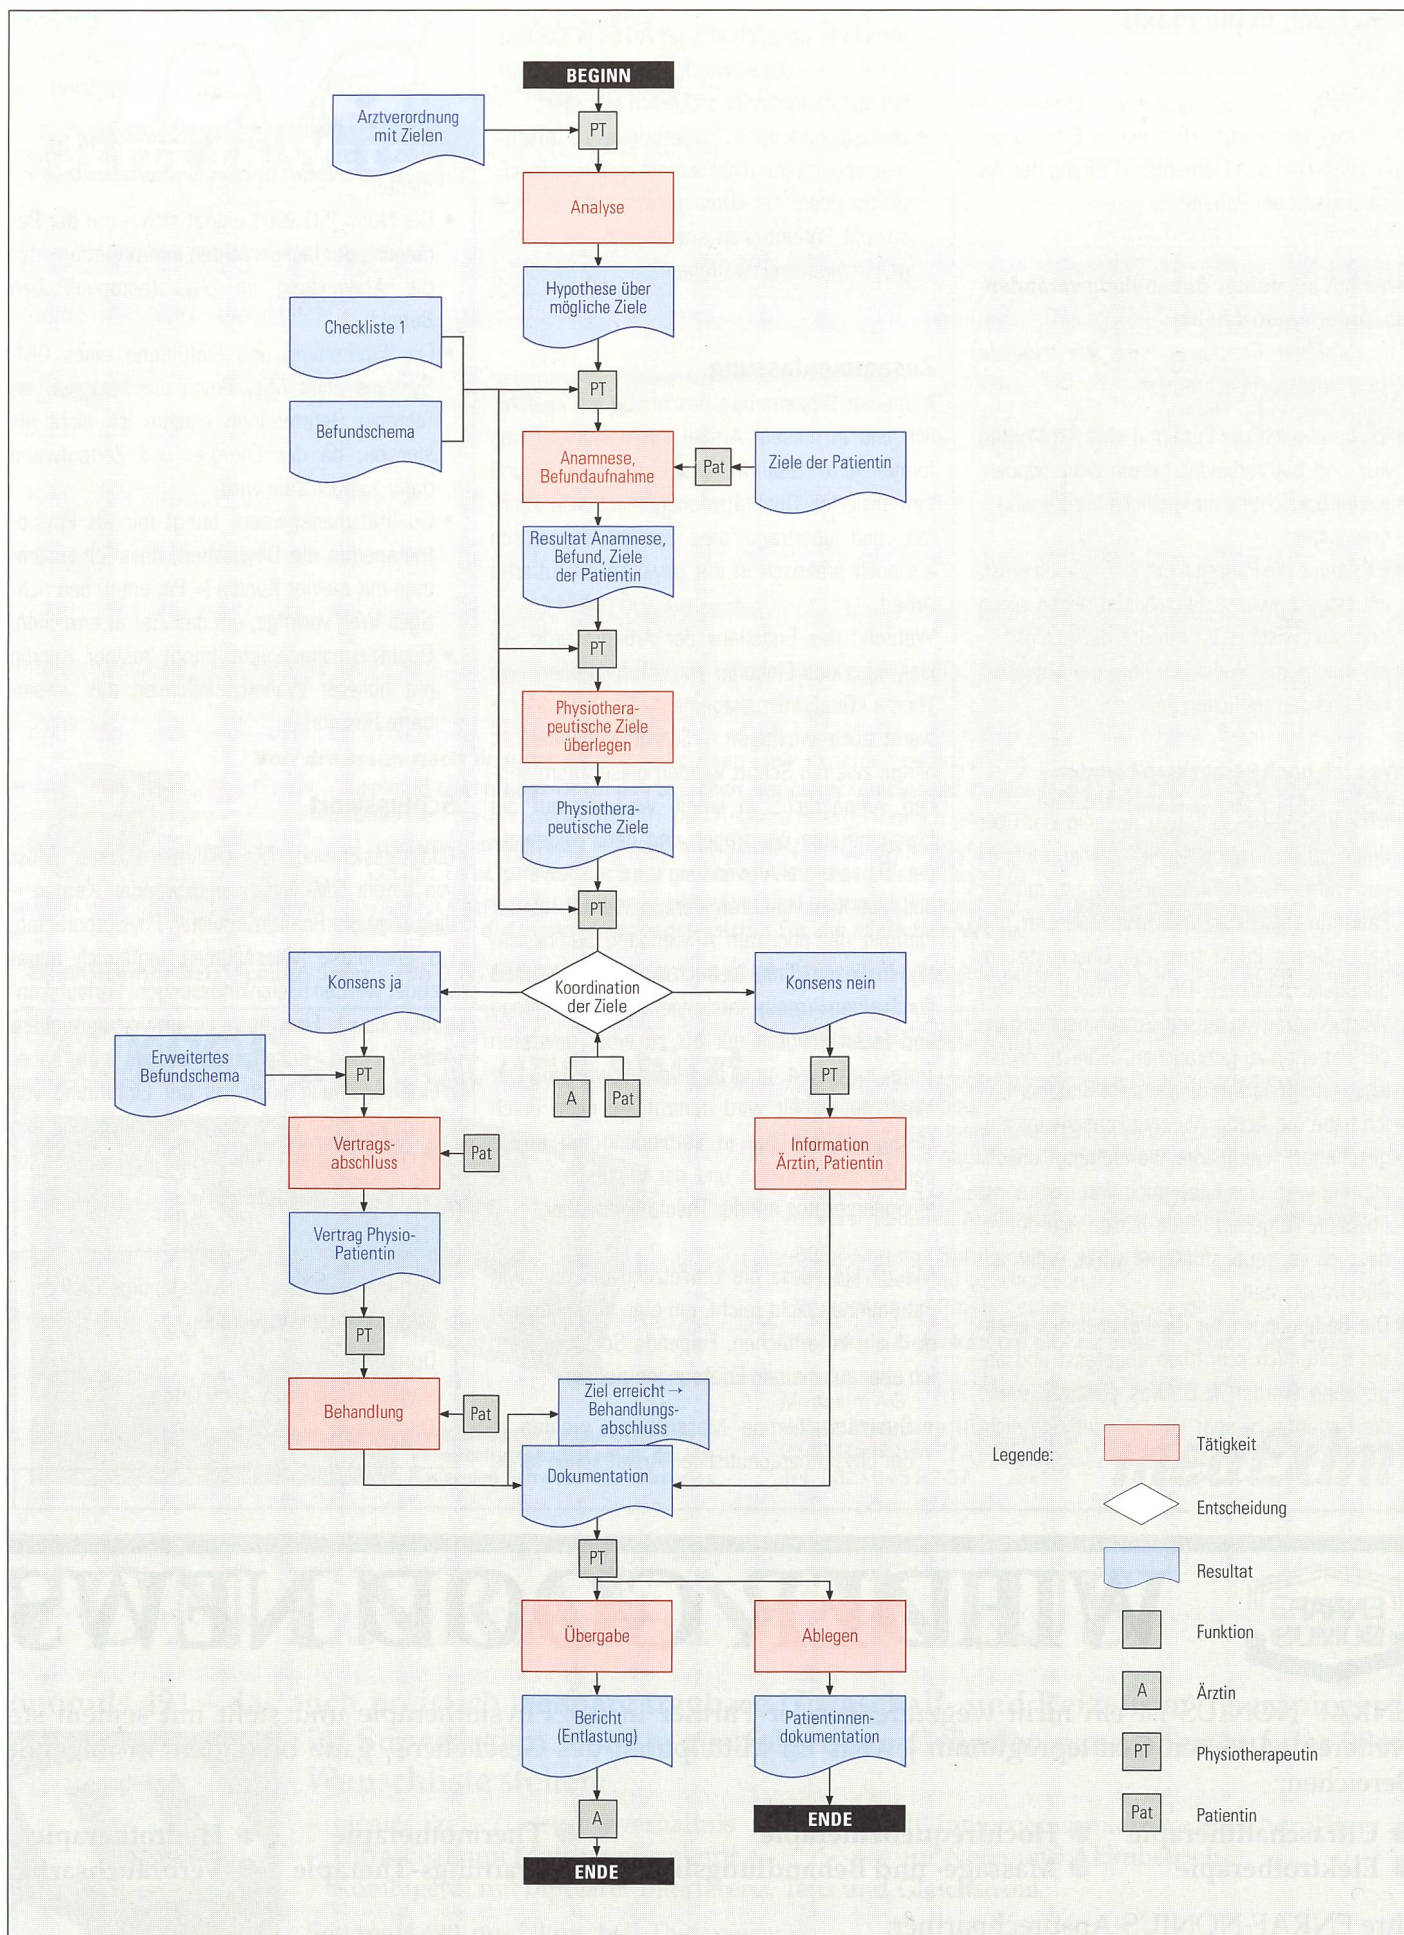 BEGINN
Arztverordnung
mit Zielen
PT
Analyse
Hypothese über
mögliche Ziele
Checkliste 1
PT
Befundschema
Anamnese,
Befundaufnahme
Pat
Ziele der Patientin
Resultat Anamnese,
Befund, Ziele
der Patientin
PT
Physiothera-
peutische Ziele
überlegen
Physiothera-
peutische Ziele
PT
Konsens ja
Koordination
der Ziele
Konsens nein
Erweitertes
Befundschema
PT
A
Pat
PT
Vertrags-
abschluss
Pat
Information
Ärztin, Patientin
Vertrag Physio-
Patientin
PT
Behandlung
Pat
Ziel erreicht →
Behandlungs-
abschluss
Dokumentation
PT
Übergabe
Ablegen
Bericht
(Entlastung)
Patientinnen-
dokumentation
A
ENDE
ENDE
Legende:
Tätigkeit
Entscheidung
Resultat
Funktion
A
Ärztin
PT
Physiotherapeutin
Pat
Patientin